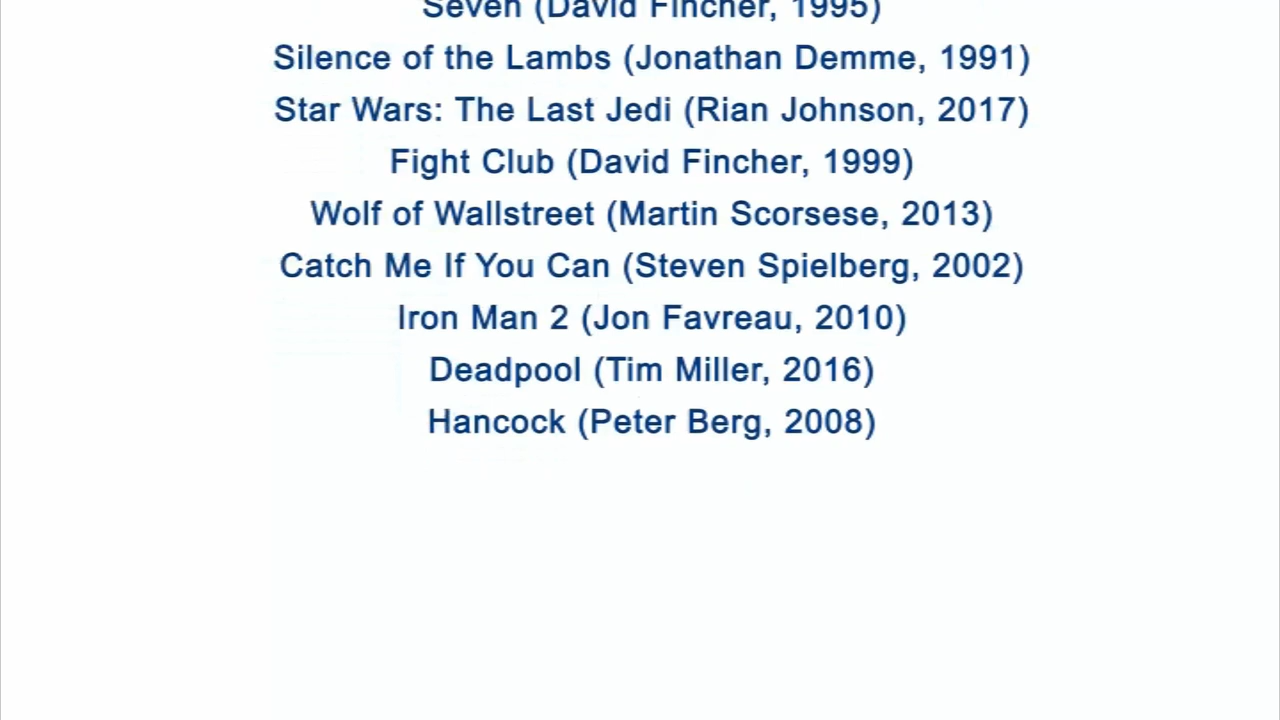 Seven (David Fincher, 1995)
Silence of the Lambs (Jonathan Demme, 1991)
Star Wars: The Last Jedi (Rian Johnson, 2017)
Fight Club (David Fincher, 1999)
Wolf of Wallstreet (Martin Scorsese, 2013)
Catch Me If You Can (Steven Spielberg, 2002)
Iron Man 2 (Jon Favreau, 2010)
Deadpool (Tim Miller, 2016)
Hancock (Peter Berg, 2008)